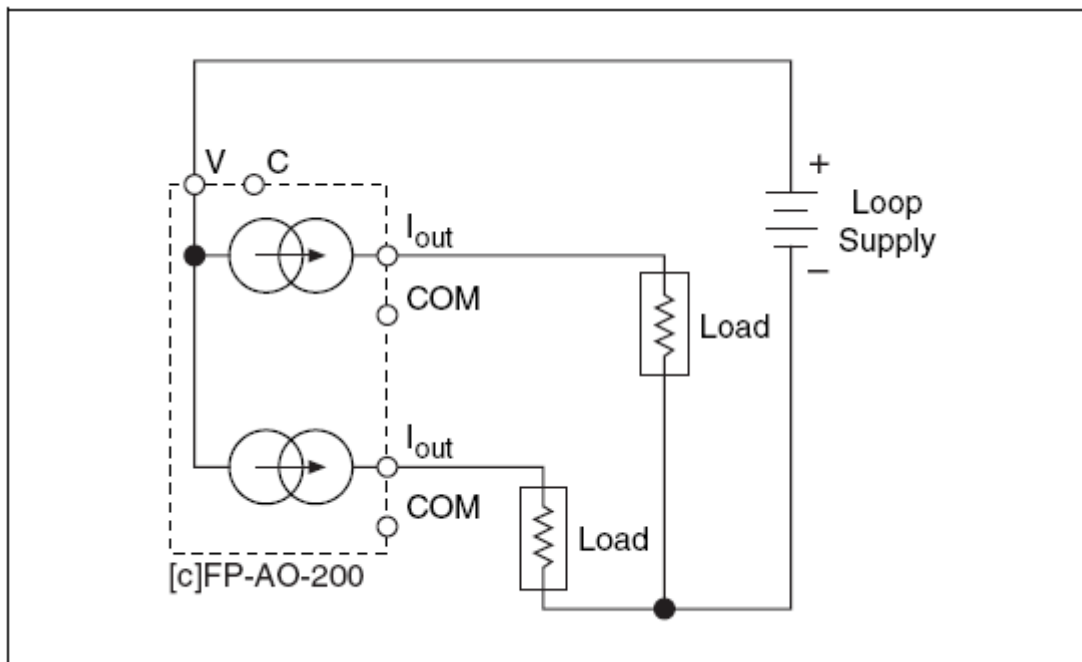 V C
+
Loop
Supply
–
Iout
COM
Load
Iout
COM
Load
[c]FP-AO-200